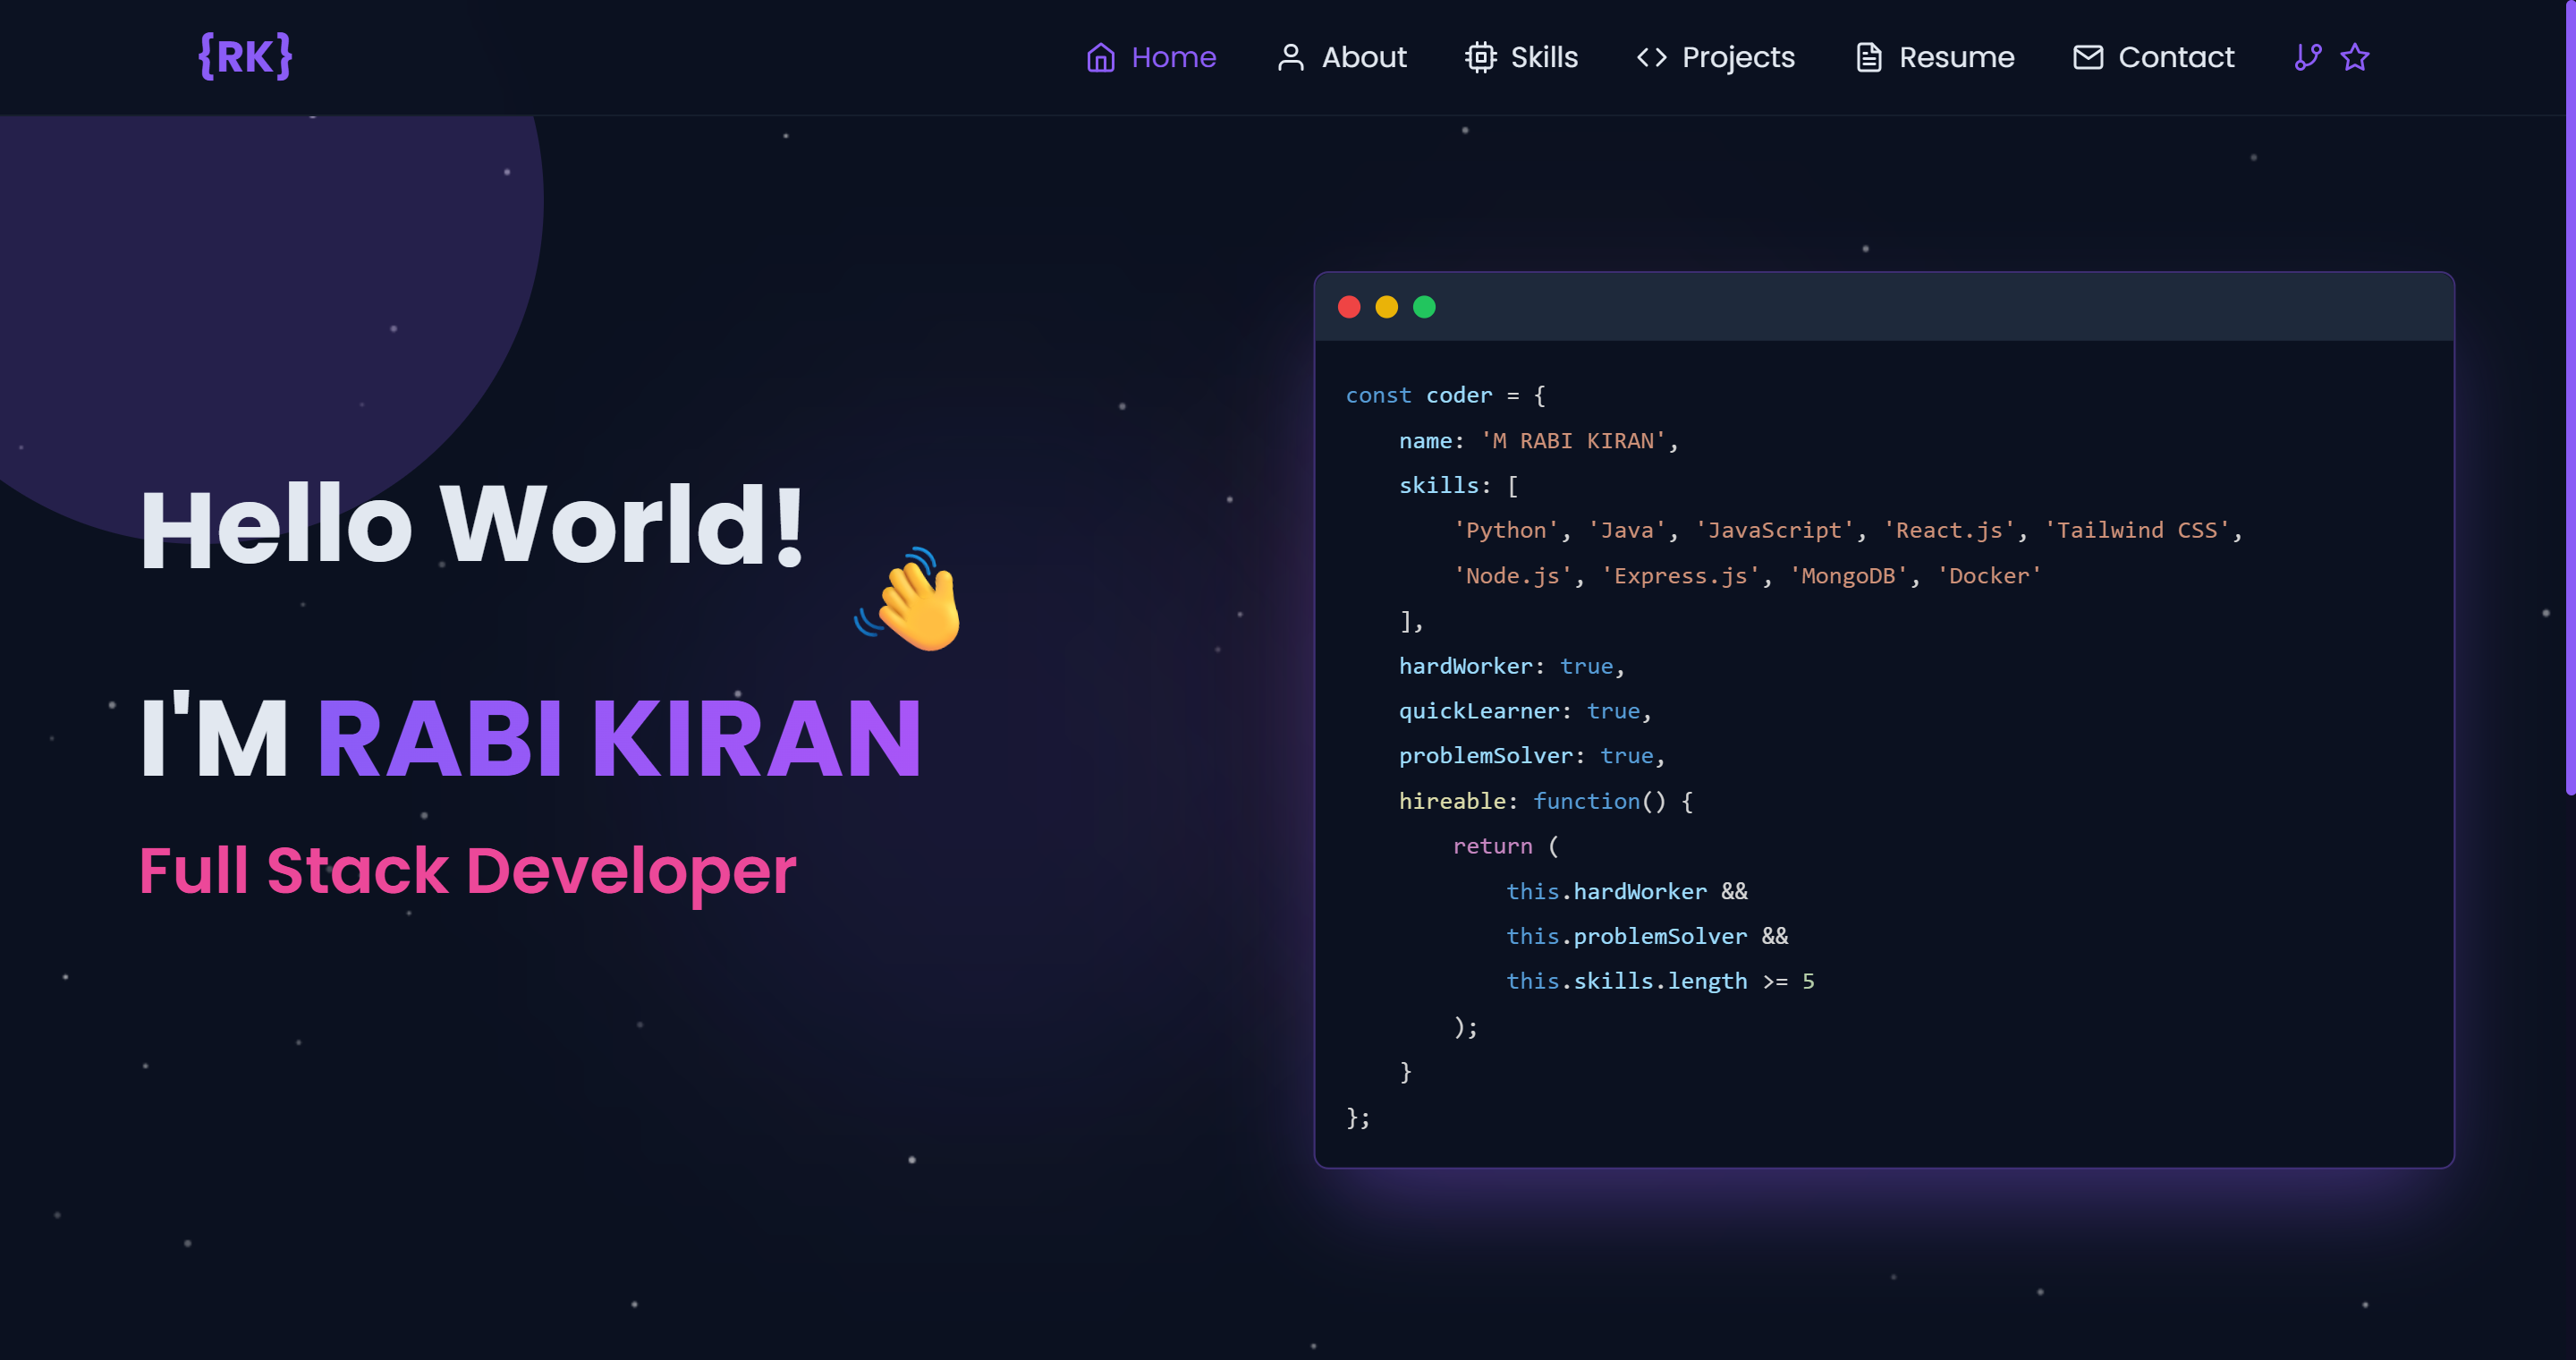 {RK}
Home About Skills Projects Resume Contact
Hello World! 👋
I'M RABI KIRAN
Full Stack Developer
const coder = {
    name: 'M RABI KIRAN',
    skills: [
        'Python', 'Java', 'JavaScript', 'React.js', 'Tailwind CSS',
        'Node.js', 'Express.js', 'MongoDB', 'Docker'
    ],
    hardWorker: true,
    quickLearner: true,
    problemSolver: true,
    hireable: function() {
        return (
            this.hardWorker &&
            this.problemSolver &&
            this.skills.length >= 5
        );
    }
};